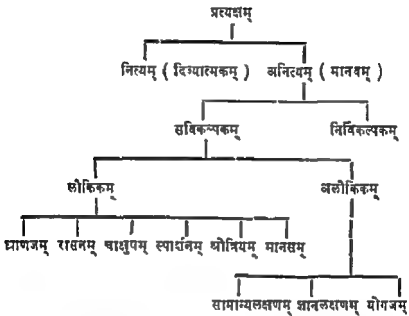 प्रत्यक्षम्
नित्यम् ( दिव्यात्मकम् ) अनित्यम् ( मानवम् )
सविकल्पकम् निर्विकल्पकम्
लौकिकम् अलौकिकम्
घ्राणजम् रासनम् चाक्षुषम् स्पार्शनम् श्रौत्रियम् मानसम्
सामान्यलक्षणम् ज्ञानलक्षणम् योगजम्